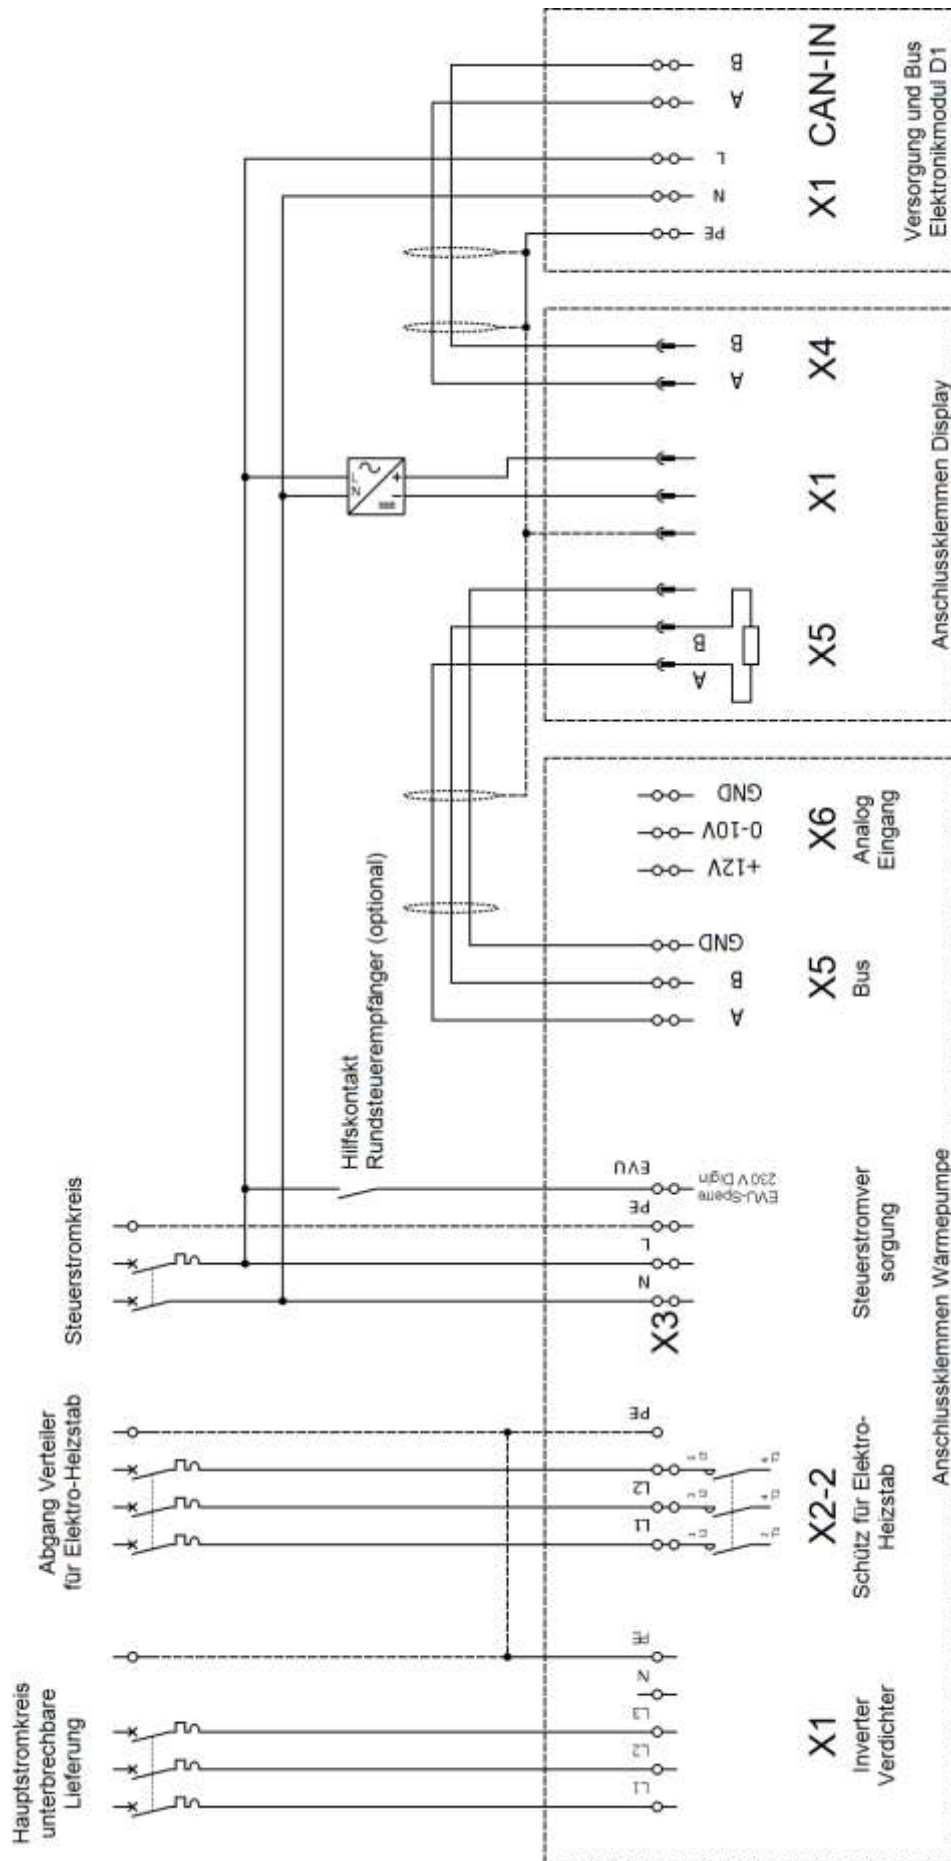 Hauptstromkreis
unterbrechbare
Lieferung
Abgang Verteiler
für Elektro-Heizstab
Steuerstromkreis
Hilfskontakt
Rundsteuerempfänger (optional)
L
N
+
-
L1
L2
L3
N
PE
L1
L2
PE
X3
N
L
PE
EVU
EVU-Sperre
230 V Digin
A
B
GND
+12V
0-10V
GND
A
B
A
B
PE
N
L
A
B
X1
Inverter
Verdichter
X2-2
Schütz für Elektro-
Heizstab
Steuerstromver
sorgung
X5
Bus
X6
Analog
Eingang
Anschlussklemmen Wärmepumpe
X5
X1
X4
Anschlussklemmen Display
X1
CAN-IN
Versorgung und Bus
Elektronikmodul D1